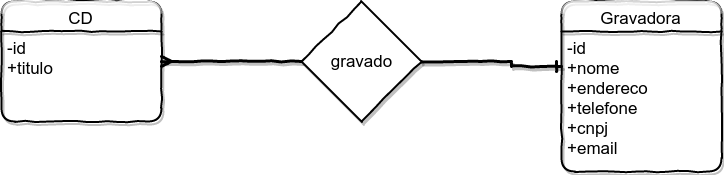 CD
-id
+titulo
gravado
Gravadora
-id
+nome
+endereco
+telefone
+cnpj
+email